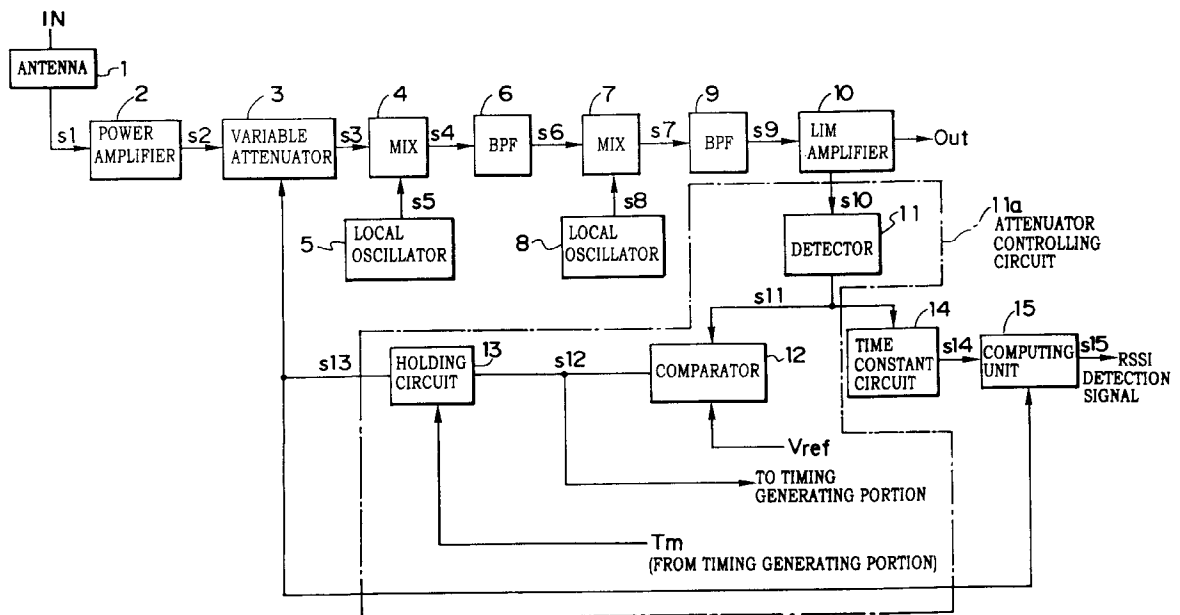 IN
ANTENNA
1
s1
2
POWER
AMPLIFIER
s2
3
VARIABLE
ATTENUATOR
s3
4
MIX
s4
6
BPF
s6
7
MIX
s7
9
BPF
s9
10
LIM
AMPLIFIER
Out
s5
5
LOCAL
OSCILLATOR
s8
8
LOCAL
OSCILLATOR
s10
11
DETECTOR
11a
ATTENUATOR
CONTROLLING
CIRCUIT
s11
s13
HOLDING
CIRCUIT
13
s12
COMPARATOR
12
14
TIME
CONSTANT
CIRCUIT
s14
15
COMPUTING
UNIT
s15
RSSI
DETECTION
SIGNAL
Vref
TO TIMING
GENERATING PORTION
Tm
(FROM TIMING GENERATING PORTION)